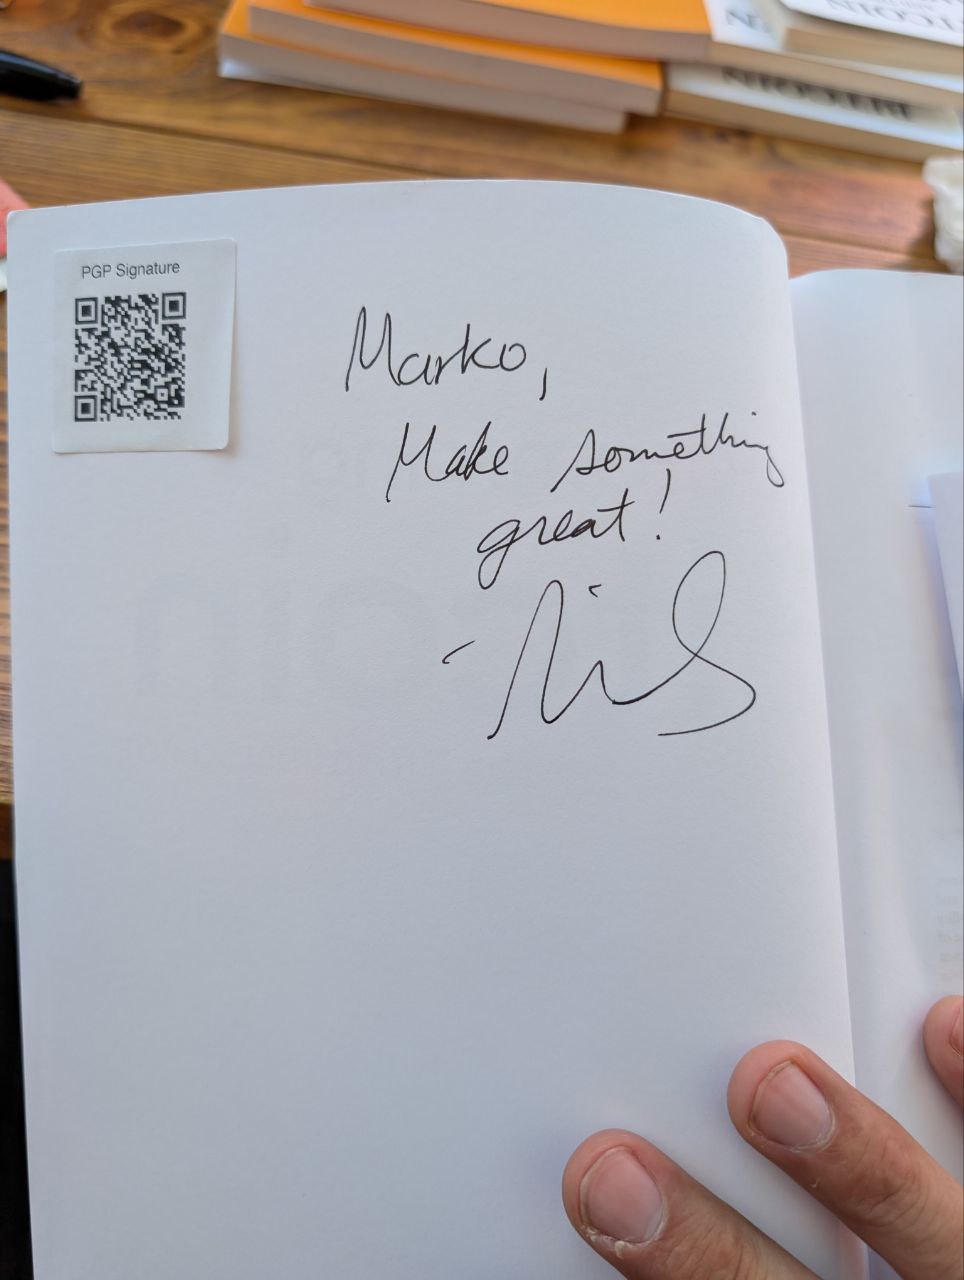 PGP Signature
Marko,
Make something
great!